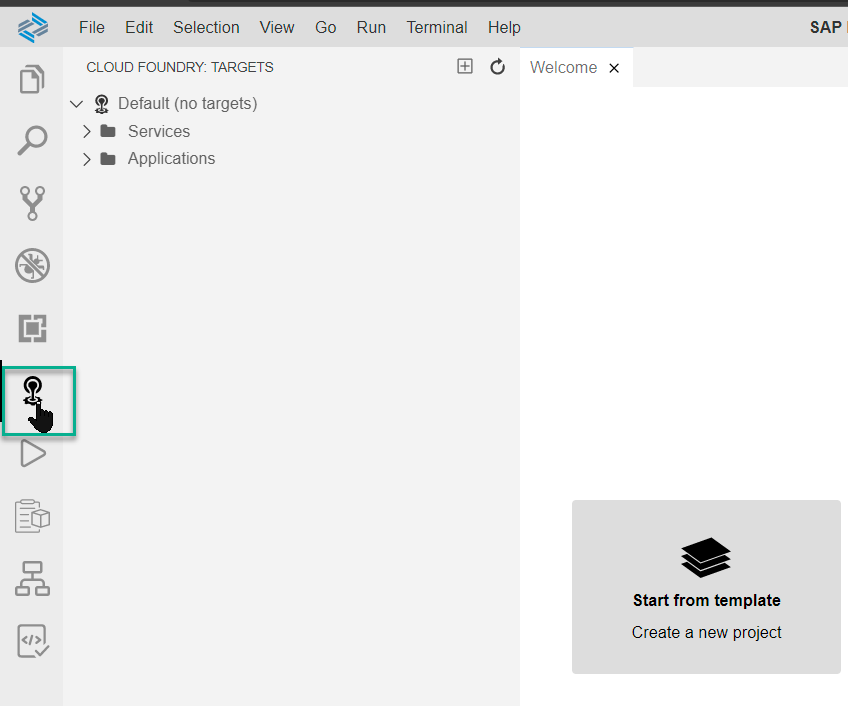 File Edit Selection View Go Run Terminal Help SAP
CLOUD FOUNDRY: TARGETS
Welcome
Default (no targets)
Services
Applications
Start from template
Create a new project